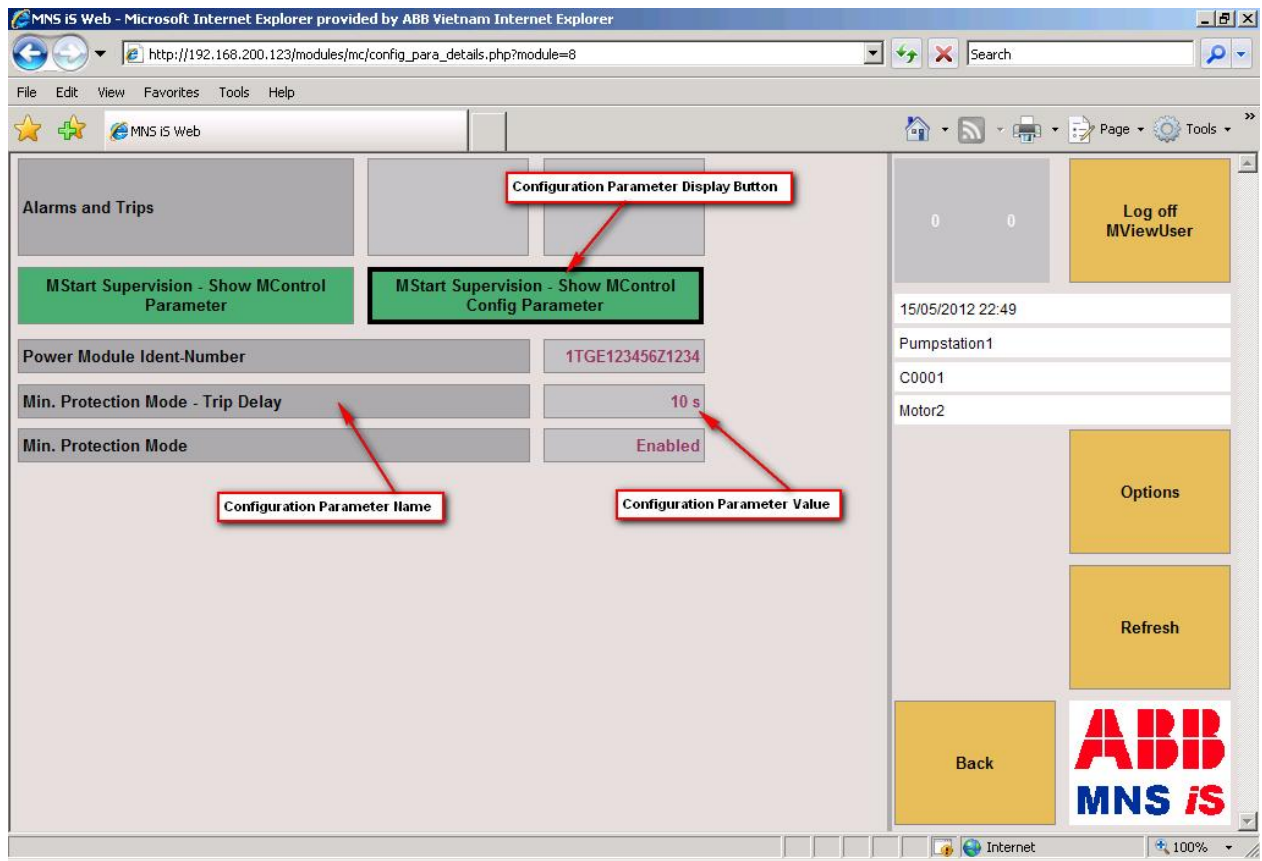 MNS iS Web - Microsoft Internet Explorer provided by ABB Vietnam Internet Explorer
http://192.168.200.123/modules/mc/config_para_details.php?module=8
Search
File Edit View Favorites Tools Help
MNS iS Web
Page
Tools
»
Alarms and Trips
Configuration Parameter Display Button
0 0
Log off
MViewUser
MStart Supervision - Show MControl
Parameter
MStart Supervision - Show MControl
Config Parameter
15/05/2012 22:49
Pumpstation1
C0001
Motor2
Power Module Ident-Number 1TGE123456Z1234
Min. Protection Mode - Trip Delay 10 s
Min. Protection Mode Enabled
Configuration Parameter Name
Configuration Parameter Value
Options
Refresh
Back
ABB
MNS iS
Internet
100%